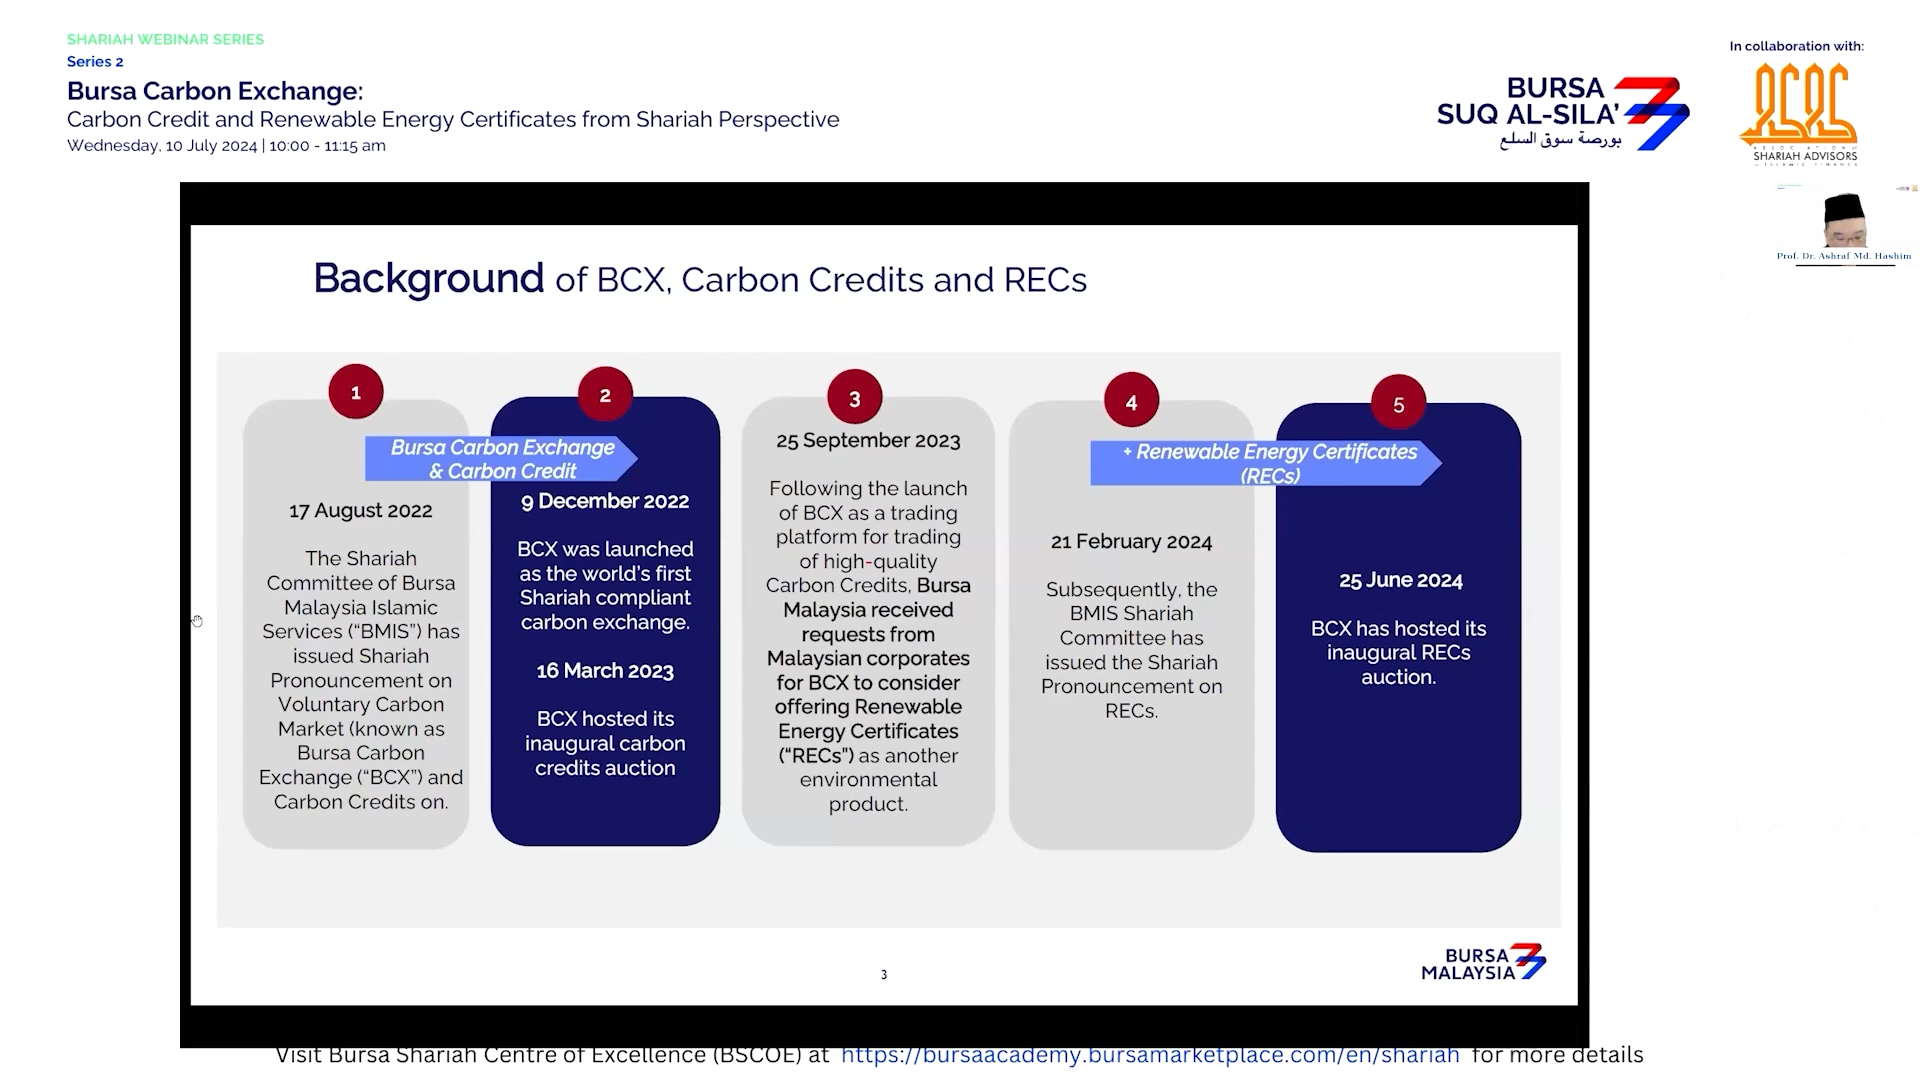 SHARIAH WEBINAR SERIES
Series 2
Bursa Carbon Exchange:
Carbon Credit and Renewable Energy Certificates from Shariah Perspective
Wednesday, 10 July 2024 | 10:00 - 11:15 am
BURSA
SUQ AL-SILA'
بورصة سوق السلع
In collaboration with:
SHARIAH ADVISORS
Prof. Dr. Ashraf Md. Hashim
Background of BCX, Carbon Credits and RECs
1
Bursa Carbon Exchange
& Carbon Credit
17 August 2022
The Shariah
Committee of Bursa
Malaysia Islamic
Services (“BMIS”) has
issued Shariah
Pronouncement on
Voluntary Carbon
Market (known as
Bursa Carbon
Exchange (“BCX”) and
Carbon Credits on.
2
9 December 2022
BCX was launched
as the world's first
Shariah compliant
carbon exchange.
16 March 2023
BCX hosted its
inaugural carbon
credits auction
3
25 September 2023
Following the launch
of BCX as a trading
platform for trading
of high-quality
Carbon Credits, Bursa
Malaysia received
requests from
Malaysian corporates
for BCX to consider
offering Renewable
Energy Certificates
(“RECs”) as another
environmental
product.
4
+ Renewable Energy Certificates
(RECs)
21 February 2024
Subsequently, the
BMIS Shariah
Committee has
issued the Shariah
Pronouncement on
RECs.
5
25 June 2024
BCX has hosted its
inaugural RECs
auction.
3
BURSA
MALAYSIA
Visit Bursa Shariah Centre of Excellence (BSCOE) at https://bursaacademy.bursamarketplace.com/en/shariah for more details